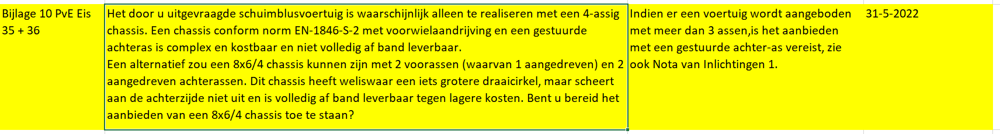 Bijlage 10 PvE Eis
35 + 36
Het door u uitgevraagde schuimblusvoertuig is waarschijnlijk alleen te realiseren met een 4-assig
chassis. Een chassis conform norm EN-1846-S-2 met voorwielaandrijving en een gestuurde
achteras is complex en kostbaar en niet volledig af band leverbaar.
Een alternatief zou een 8x6/4 chassis kunnen zijn met 2 voorassen (waarvan 1 aangedreven) en 2
aangedreven achterassen. Dit chassis heeft weliswaar een iets grotere draaicirkel, maar scheert
aan de achterzijde niet uit en is volledig af band leverbaar tegen lagere kosten. Bent u bereid het
aanbieden van een 8x6/4 chassis toe te staan?
Indien er een voertuig wordt aangeboden
met meer dan 3 assen,is het aanbieden
met een gestuurde achter-as vereist, zie
ook Nota van Inlichtingen 1.
31-5-2022